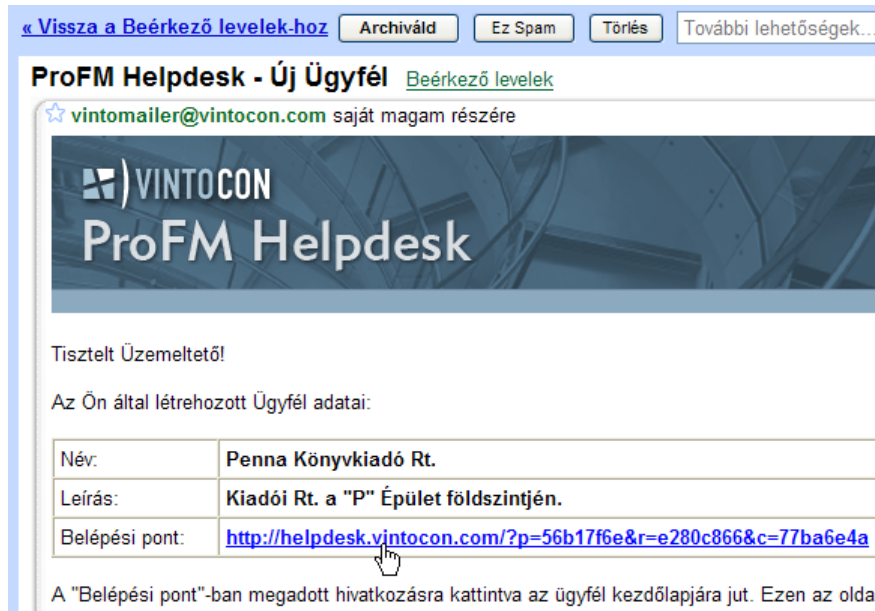 « Vissza a Beérkező levelek-hoz Archiváld Ez Spam Törlés További lehetőségek...
ProFM Helpdesk - Új Ügyfél Beérkező levelek
vintomailer@vintocon.com saját magam részére
VINTOCON
ProFM Helpdesk
Tisztelt Üzemeltető!
Az Ön által létrehozott Ügyfél adatai:
Név: Penna Könyvkiadó Rt.
Leírás: Kiadói Rt. a "P" Épület földszintjén.
Belépési pont: http://helpdesk.vintocon.com/?p=56b17f6e&r=e280c866&c=77ba6e4a
A "Belépési pont"-ban megadott hivatkozásra kattintva az ügyfél kezdőlapjára jut. Ezen az olda